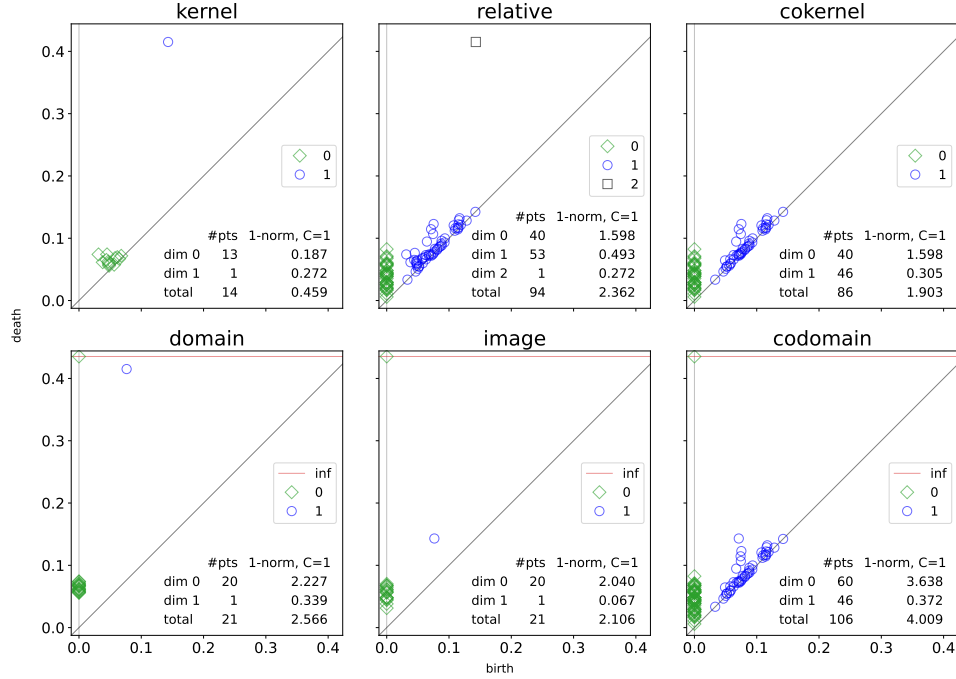 kernel
relative
cokernel
0.4
0.3
0.2
0.1
0.0
0
1
#pts 1-norm, C=1
dim 0 13 0.187
dim 1 1 0.272
total 14 0.459
0
1
2
#pts 1-norm, C=1
dim 0 40 1.598
dim 1 53 0.493
dim 2 1 0.272
total 94 2.362
0
1
#pts 1-norm, C=1
dim 0 40 1.598
dim 1 46 0.305
total 86 1.903
death
domain
image
codomain
0.4
0.3
0.2
0.1
0.0
inf
0
1
#pts 1-norm, C=1
dim 0 20 2.227
dim 1 1 0.339
total 21 2.566
inf
0
1
#pts 1-norm, C=1
dim 0 20 2.040
dim 1 1 0.067
total 21 2.106
inf
0
1
#pts 1-norm, C=1
dim 0 60 3.638
dim 1 46 0.372
total 106 4.009
0.0 0.1 0.2 0.3 0.4
0.0 0.1 0.2 0.3 0.4
0.0 0.1 0.2 0.3 0.4
birth